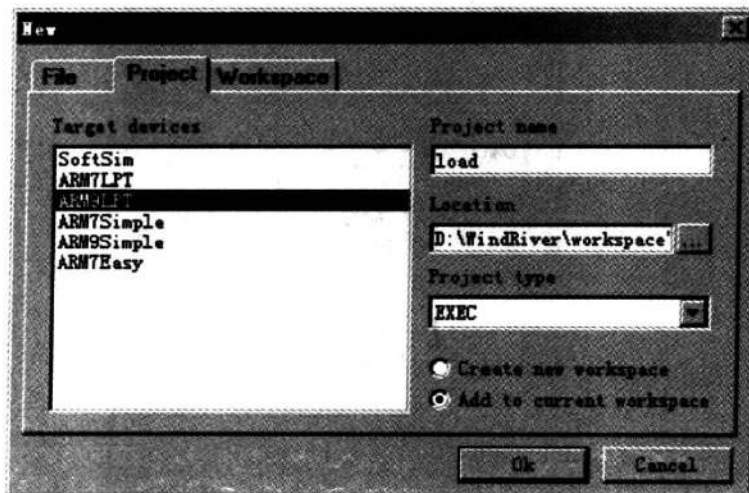 New
File Project Workspace
Target devices
SoftSim
ARM7LPT
ARM9LPT
ARM7Simple
ARM9Simple
ARM7Easy
Project name
load
Location
D:\WindRiver\workspace
...
Project type
EXEC
Create new workspace
Add to current workspace
Ok Cancel